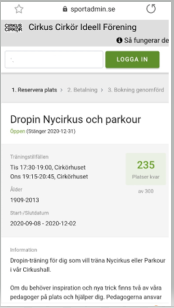 sportadmin.se
CIRKUS
CIRKÖR
Cirkus Cirkör Ideell Förening
Så fungerar de
LOGGA IN
1. Reservera plats > 2. Betalning > 3. Bokning genomförd
Dropin Nycirkus och parkour
Öppen (Stänger 2020-12-31)
Träningstillfällen
Tis 17:30-19:00, Cirkörhuset
Ons 19:15-20:45, Cirkörhuset
235
Platser kvar
av 300
Ålder
1909-2013
Start-/Slutdatum
2020-09-08 - 2020-12-02
Information
Dropin-träning för dig som vill träna Nycirkus eller Parkour
i vår Cirkushall.
Om du behöver inspiration och nya trick finns två av våra
pedagoger på plats och hjälper dig. Pedagogerna ansvar